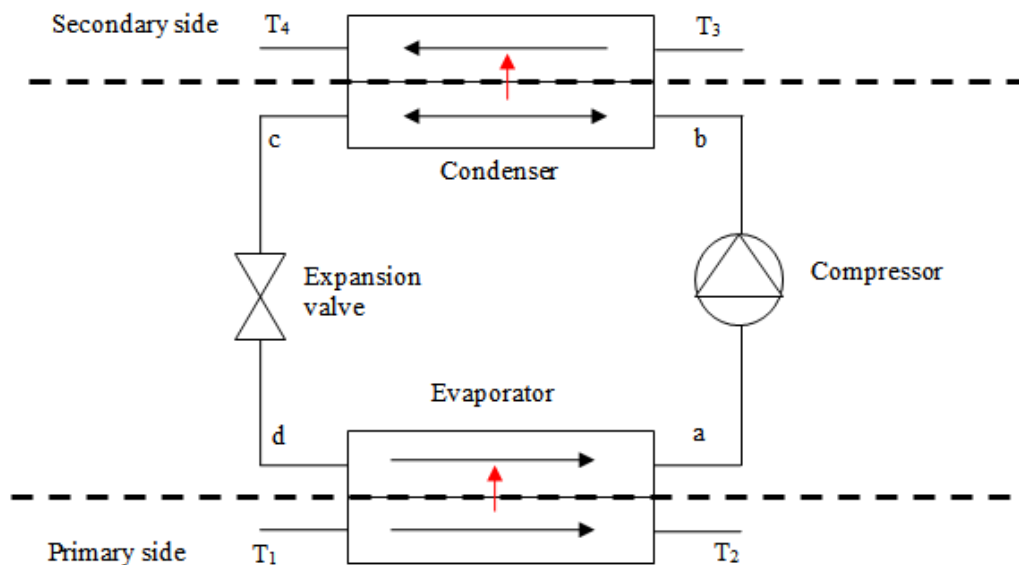 Secondary side
T4
T3
c
b
Condenser
Expansion
valve
Compressor
Evaporator
d
a
Primary side
T1
T2